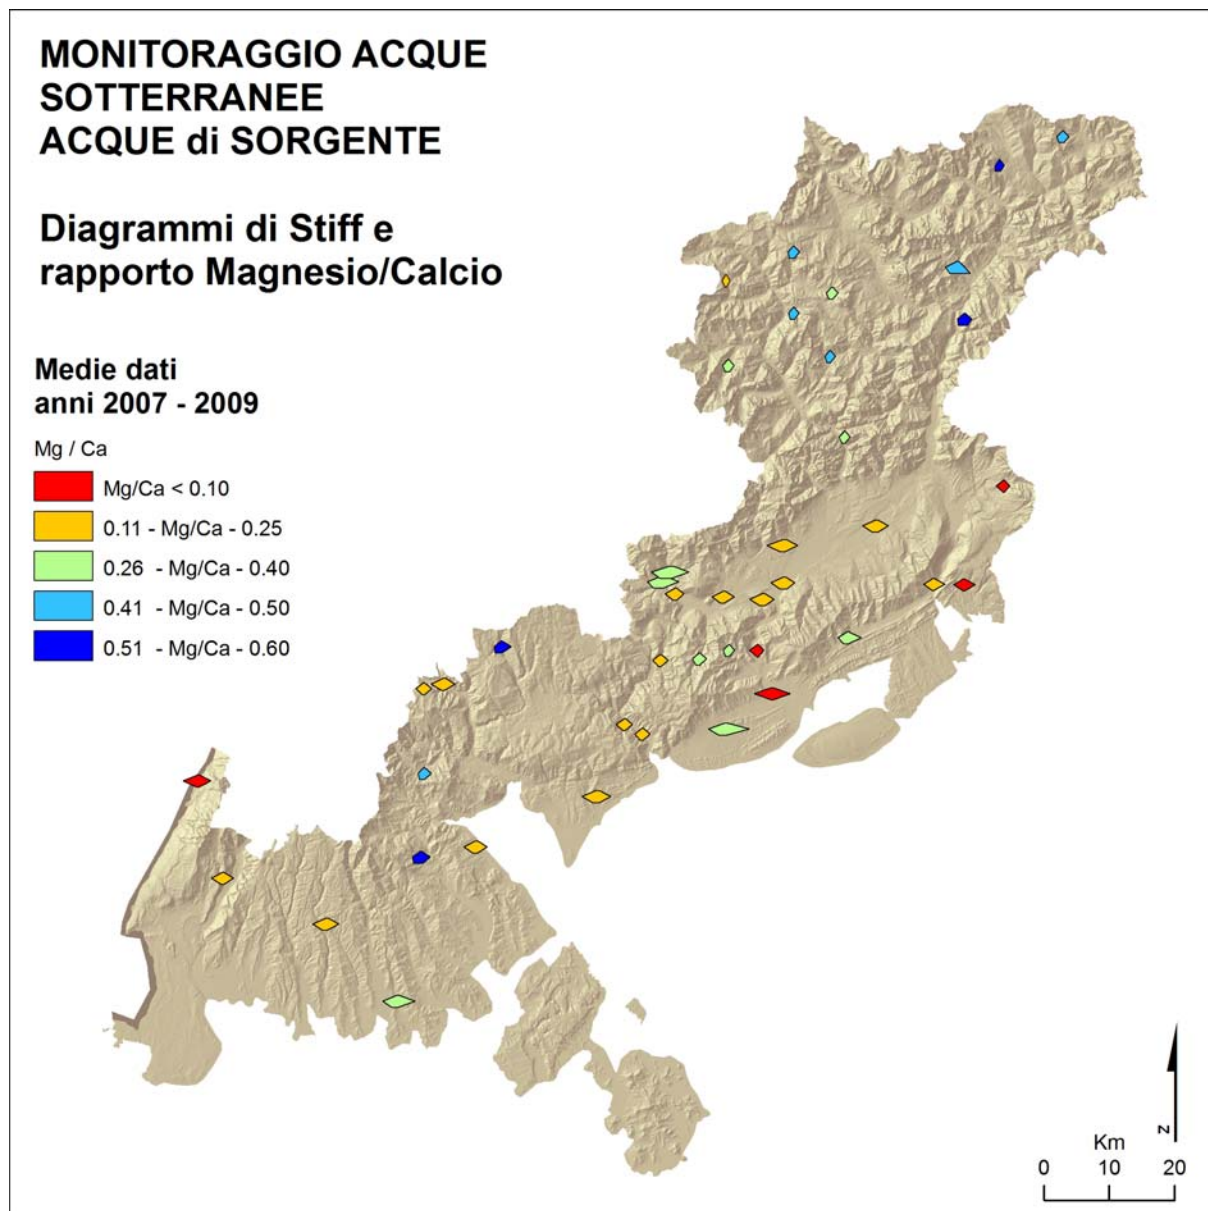 MONITORAGGIO ACQUE
SOTTERRANEE
ACQUE di SORGENTE
Diagrammi di Stiff e
rapporto Magnesio/Calcio
Medie dati
anni 2007 - 2009
Mg / Ca
Mg/Ca < 0.10
0.11 - Mg/Ca - 0.25
0.26 - Mg/Ca - 0.40
0.41 - Mg/Ca - 0.50
0.51 - Mg/Ca - 0.60
N
Km
0 10 20